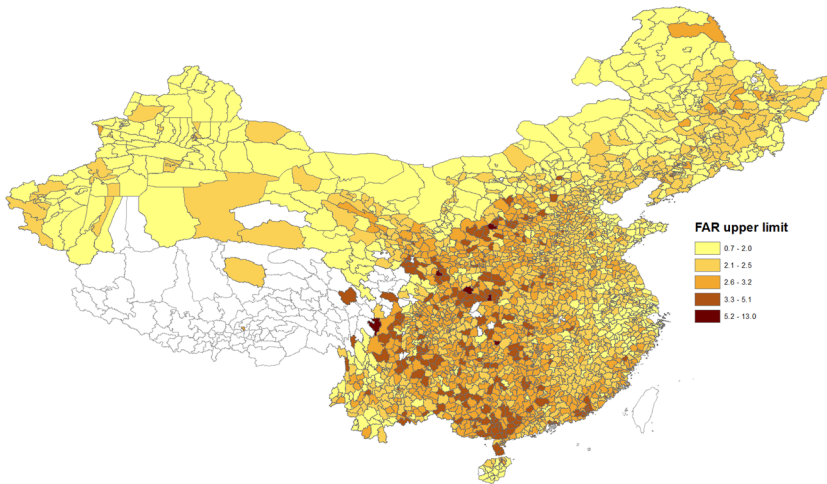 FAR upper limit
0.7 - 2.0
2.1 - 2.5
2.6 - 3.2
3.3 - 5.1
5.2 - 13.0